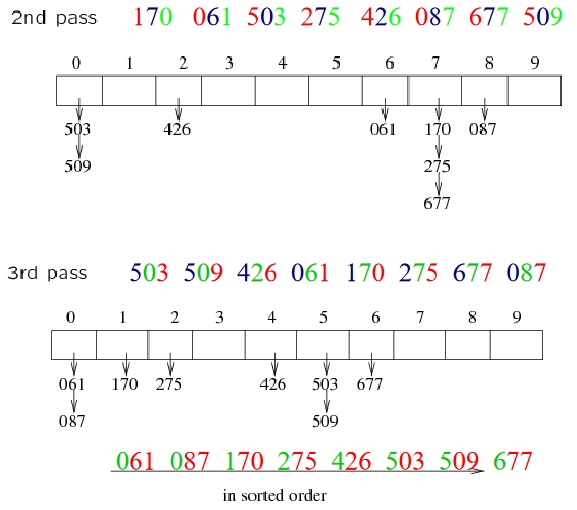 2nd pass 170 061 503 275 426 087 677 509
0 1 2 3 4 5 6 7 8 9
503 426 061 170 087
509 275
677
3rd pass 503 509 426 061 170 275 677 087
0 1 2 3 4 5 6 7 8 9
061 170 275 426 503 677
087 509
061 087 170 275 426 503 509 677
in sorted order